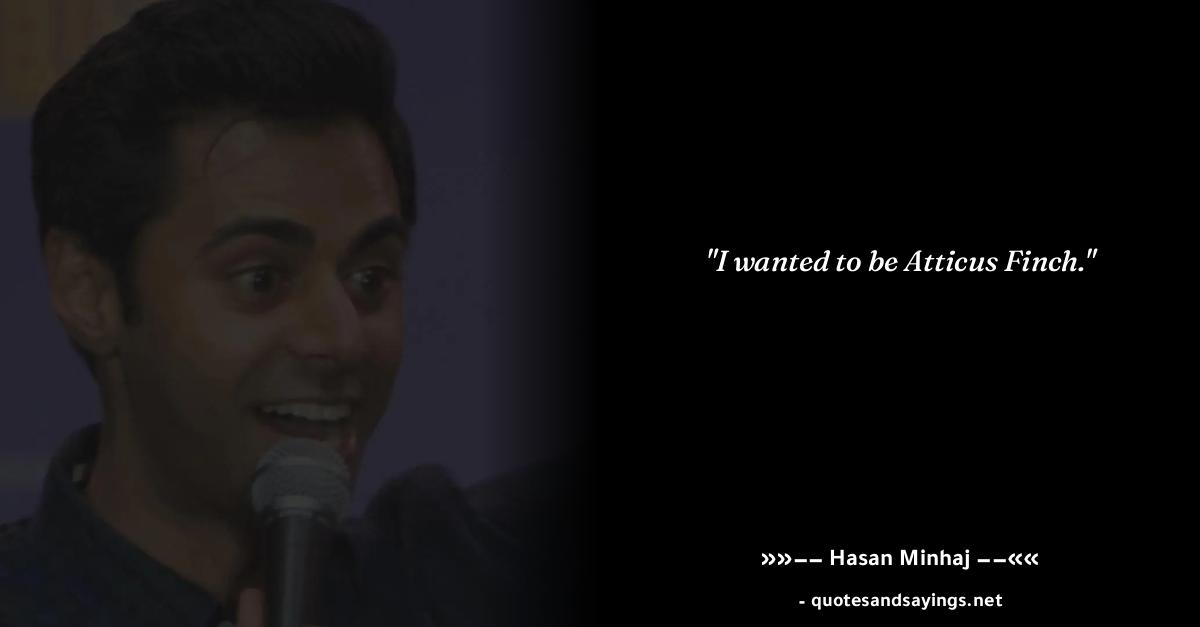 "I wanted to be Atticus Finch."
»»–– Hasan Minhaj ––««
- quotesandsayings.net